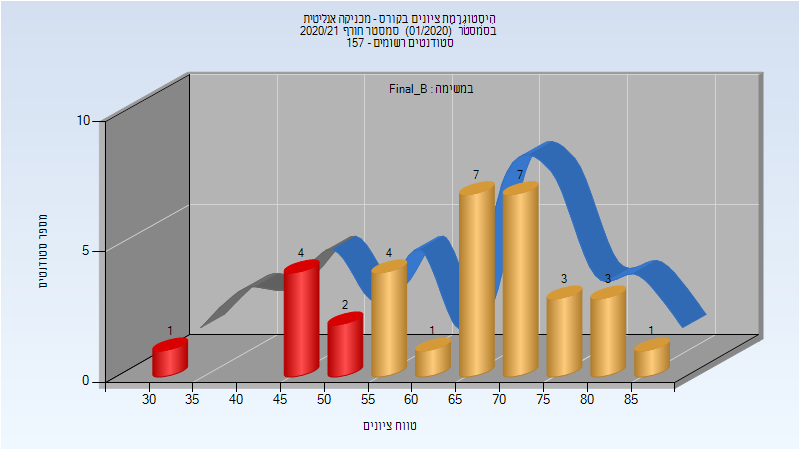 היסטוגרמת ציונים בקורס - מכניקה אנליטית
בסמסטר (01/2020) סמסטר חורף 2020/21
סטודנטים רשומים - 157
במשימה : Final_B
10
5
0
מספר סטודנטים
1
4
2
4
1
7
7
3
3
1
30 35 40 45 50 55 60 65 70 75 80 85
טווח ציונים